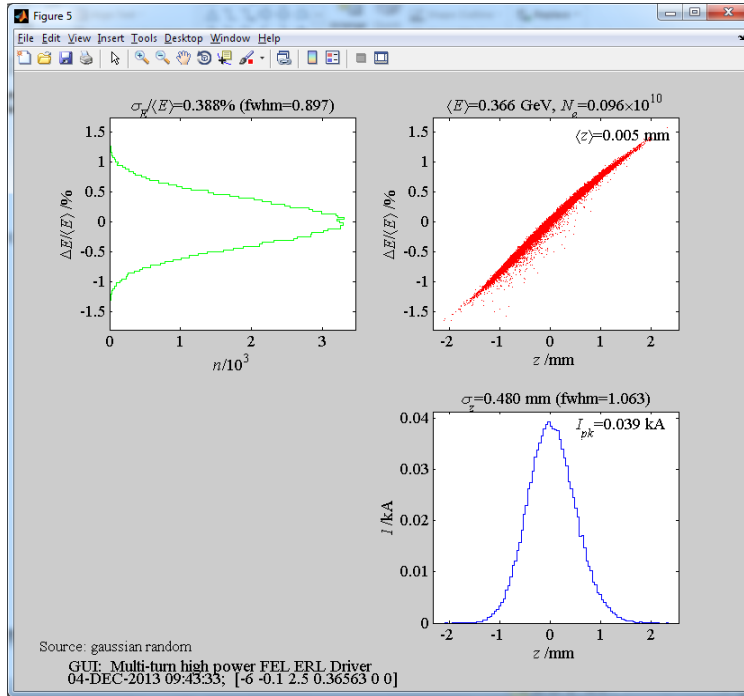 Figure 5
File Edit View Insert Tools Desktop Window Help
σ_E/⟨E⟩=0.388% (fwhm=0.897)
1.5
1
0.5
0
-0.5
-1
-1.5
ΔE/⟨E⟩ /%
0 1 2 3
n/10^3
⟨E⟩=0.366 GeV, N_e=0.096×10^10
⟨z⟩=0.005 mm
1.5
1
0.5
0
-0.5
-1
-1.5
ΔE/⟨E⟩ /%
-2 -1 0 1 2
z /mm
σ_z=0.480 mm (fwhm=1.063)
I_pk=0.039 kA
0.04
0.03
0.02
0.01
0
I/kA
-2 -1 0 1 2
z /mm
Source: gaussian random
GUI: Multi-turn high power FEL ERL Driver
04-DEC-2013 09:43:33; [-6 -0.1 2.5 0.36563 0 0]